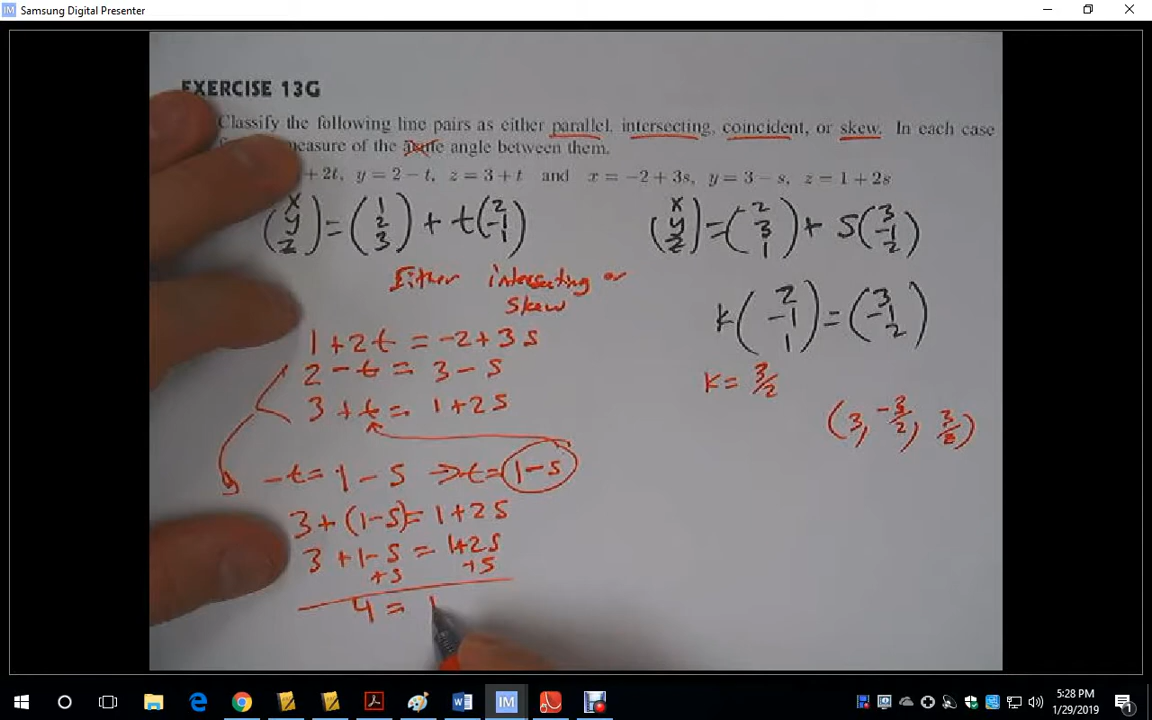 Samsung Digital Presenter
EXERCISE 13G
Classify the following line pairs as either parallel, intersecting, coincident, or skew. In each case
measure of the acute angle between them.
+ 2t, y = 2 − t, z = 3 + t and x = −2 + 3s, y = 3 − s, z = 1 + 2s
(x y z) = (1 2 3) + t(2 -1 1) (x y z) = (2 3 1) + s(3 -1 2)
Either intersecting or
skew
k(2 -1 1) = (3 -1 2)
1 + 2t = -2 + 3s
2 - t = 3 - s
k = 3/2
3 + t = 1 + 2s
(3, -3/2, 3/2)
-t = 1 - s => t = 1 - s
3 + (1-s) = 1 + 2s
3 + 1 - s = 1 + 2s
+s +s
4 = 1
5:28 PM
1/29/2019